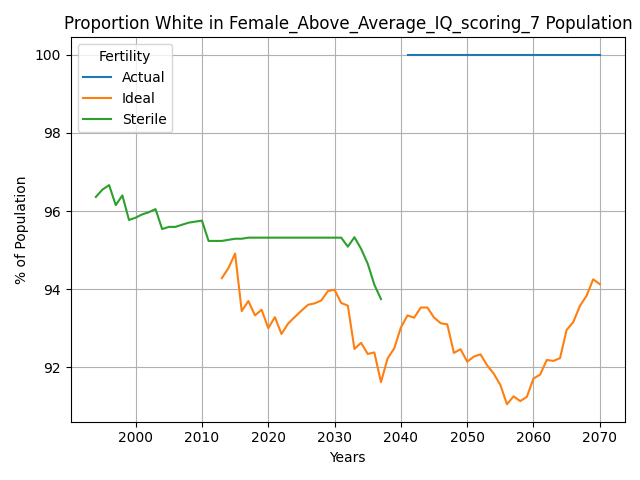 Proportion White in Female_Above_Average_IQ_scoring_7 Population
Fertility
Actual
Ideal
Sterile
% of Population
100
98
96
94
92
2000 2010 2020 2030 2040 2050 2060 2070
Years